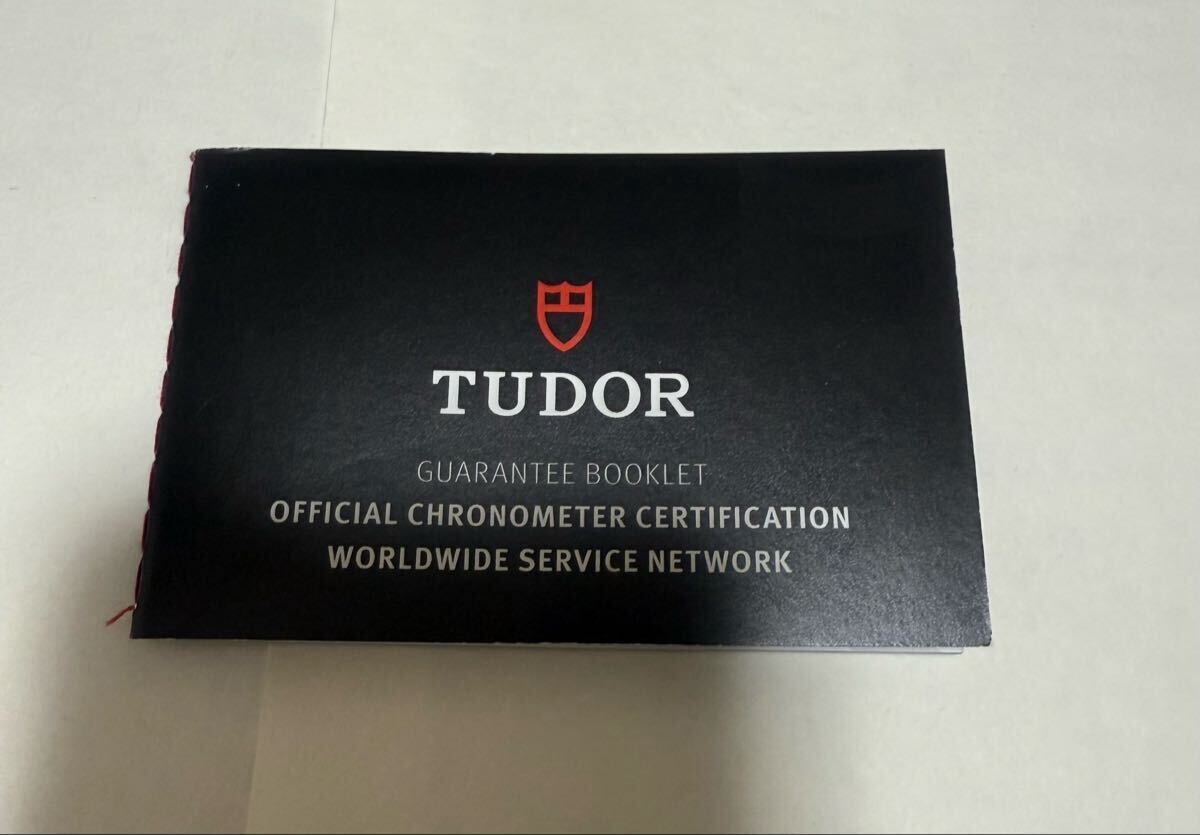 TUDOR
GUARANTEE BOOKLET
OFFICIAL CHRONOMETER CERTIFICATION
WORLDWIDE SERVICE NETWORK